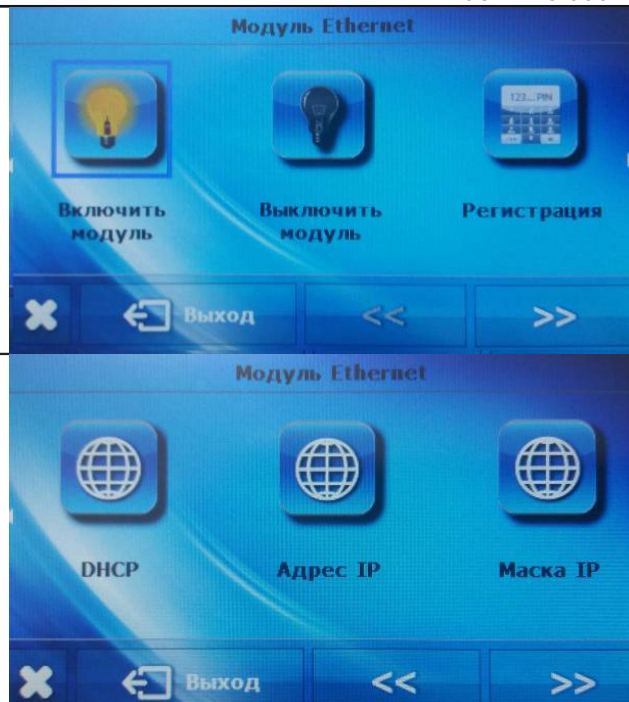 Модуль Ethernet
123... PIN
Включить модуль
Выключить модуль
Регистрация
Выход
<<
>>
Модуль Ethernet
DHCP
Адрес IP
Маска IP
Выход
<<
>>